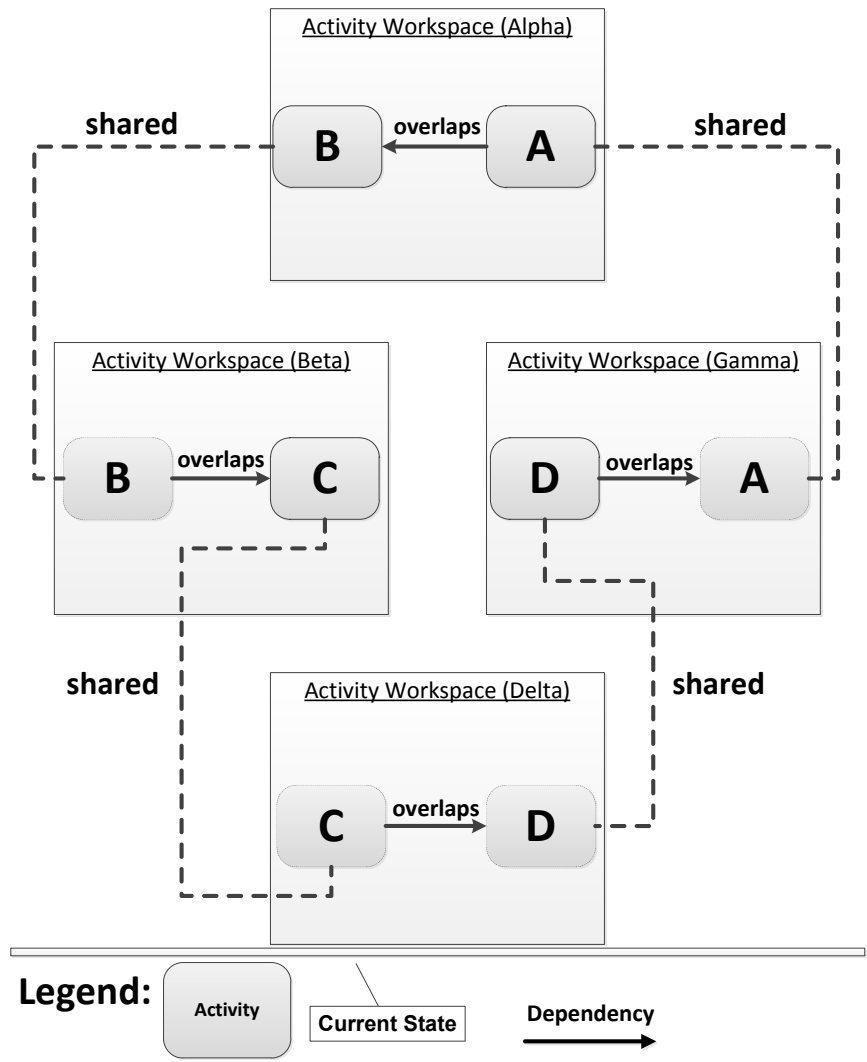 Activity Workspace (Alpha)
shared
B
overlaps
A
shared
Activity Workspace (Beta)
B
overlaps
C
Activity Workspace (Gamma)
D
overlaps
A
shared
shared
Activity Workspace (Delta)
C
overlaps
D
Legend:
Activity
Current State
Dependency